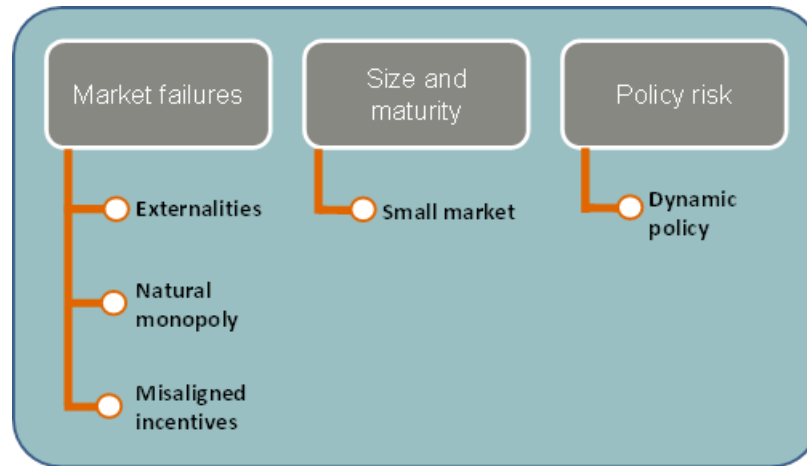 Market failures
Externalities
Natural
monopoly
Misaligned
incentives
Size and
maturity
Small market
Policy risk
Dynamic
policy